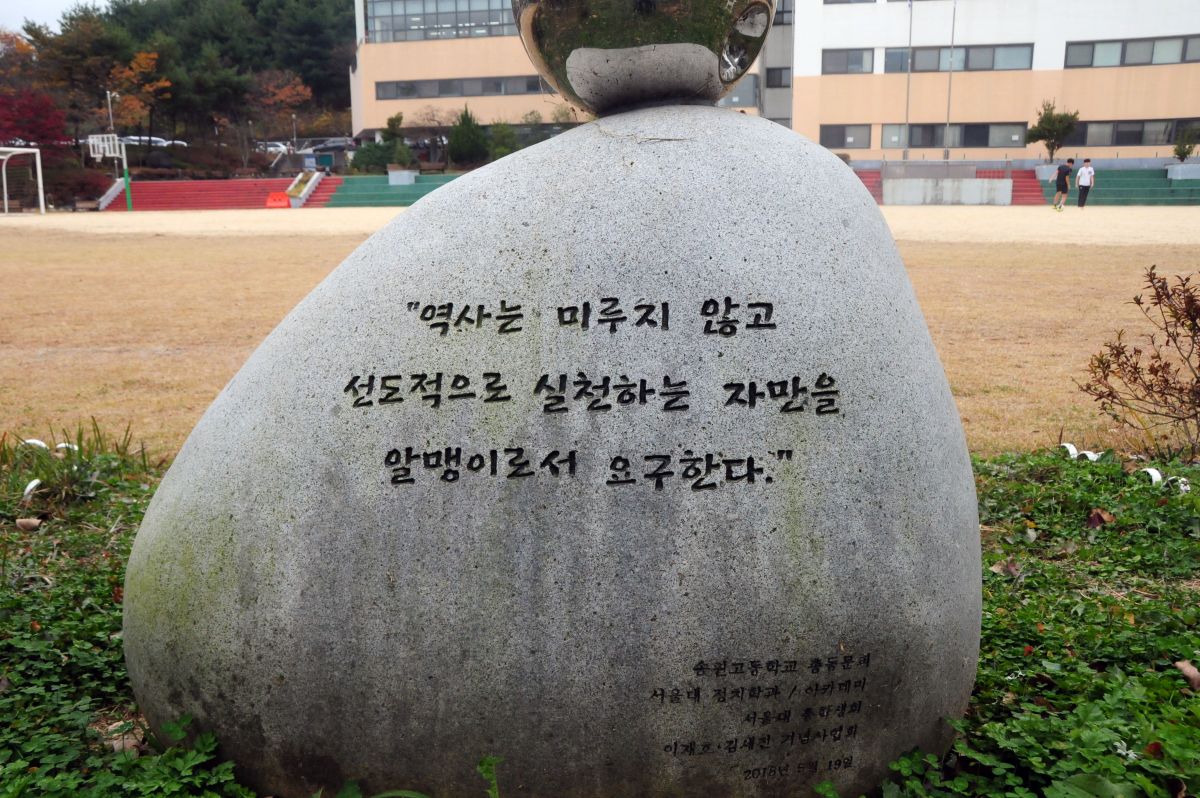 "역사는 미루지 않고
선도적으로 실천하는 자만을
알맹이로서 요구한다."
송원고등학교 총동문회
서울대 정치학과 / 아카데미
서울대 총학생회
이재호·김세진 기념사업회
2018년 5월 19일